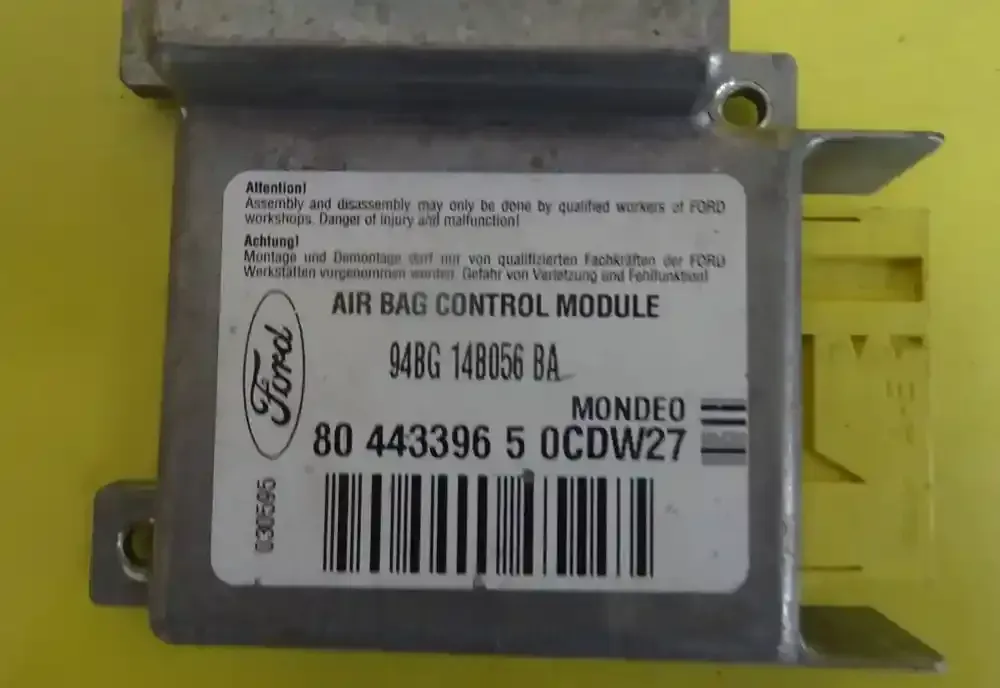 Attention!
Assembly and disassembly may only be done by qualified workers of FORD
workshops. Danger of injury and malfunction!
Achtung!
Montage und Demontage darf nur von qualifizierten Fachkräften der FORD
Werkstätten vorgenommen werden. Gefahr von Verletzung und Fehlfunktion!
AIR BAG CONTROL MODULE
Ford
94BG 14B056 BA
MONDEO
80 443396 5 0CDW27
030595